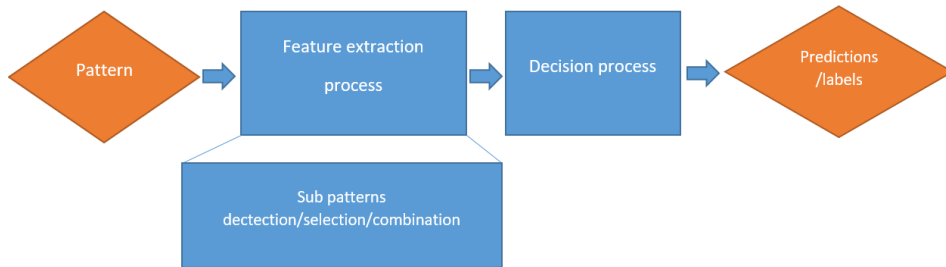 Pattern
Feature extraction
process
Decision process
Predictions
/labels
Sub patterns
dectection/selection/combination